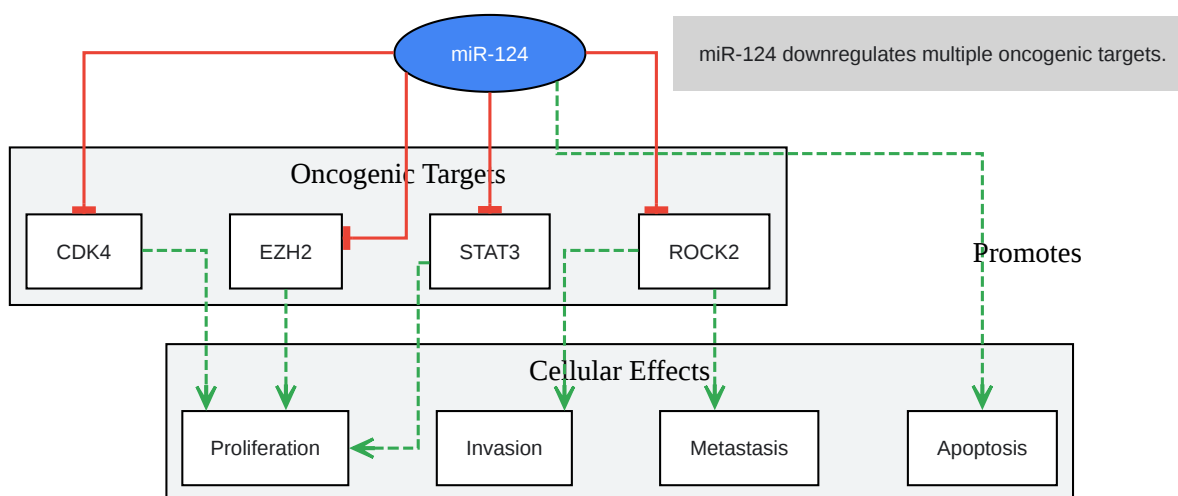 miR-124
miR-124 downregulates multiple oncogenic targets.
Oncogenic Targets
CDK4
EZH2
STAT3
ROCK2
Promotes
Cellular Effects
Proliferation
Invasion
Metastasis
Apoptosis